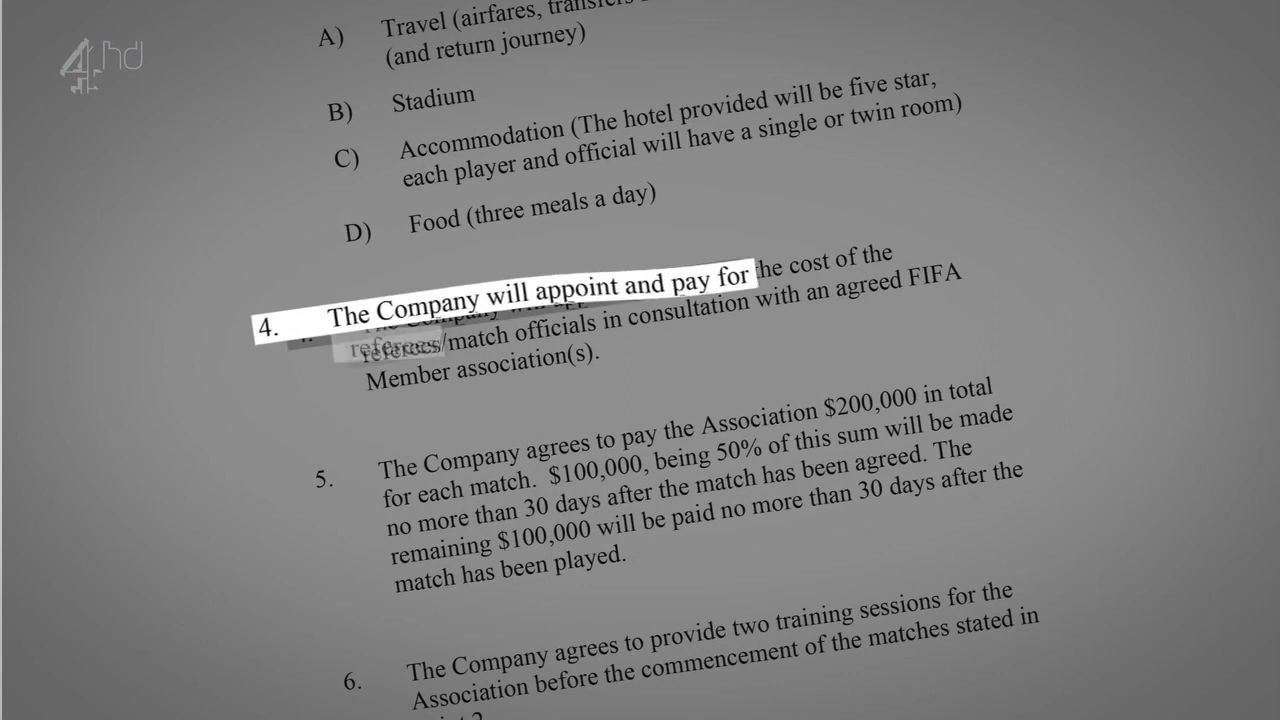 4hd
A) Travel (airfares,
(and return journey)
B) Stadium
C) Accommodation (The hotel provided will be five star,
each player and official will have a single or twin room)
D) Food (three meals a day)
4. The Company will appoint and pay for the cost of the
referees/match officials in consultation with an agreed FIFA
Member association(s).
5. The Company agrees to pay the Association $200,000 in total
for each match. $100,000, being 50% of this sum will be made
no more than 30 days after the match has been agreed. The
remaining $100,000 will be paid no more than 30 days after the
match has been played.
6. The Company agrees to provide two training sessions for the
Association before the commencement of the matches stated in